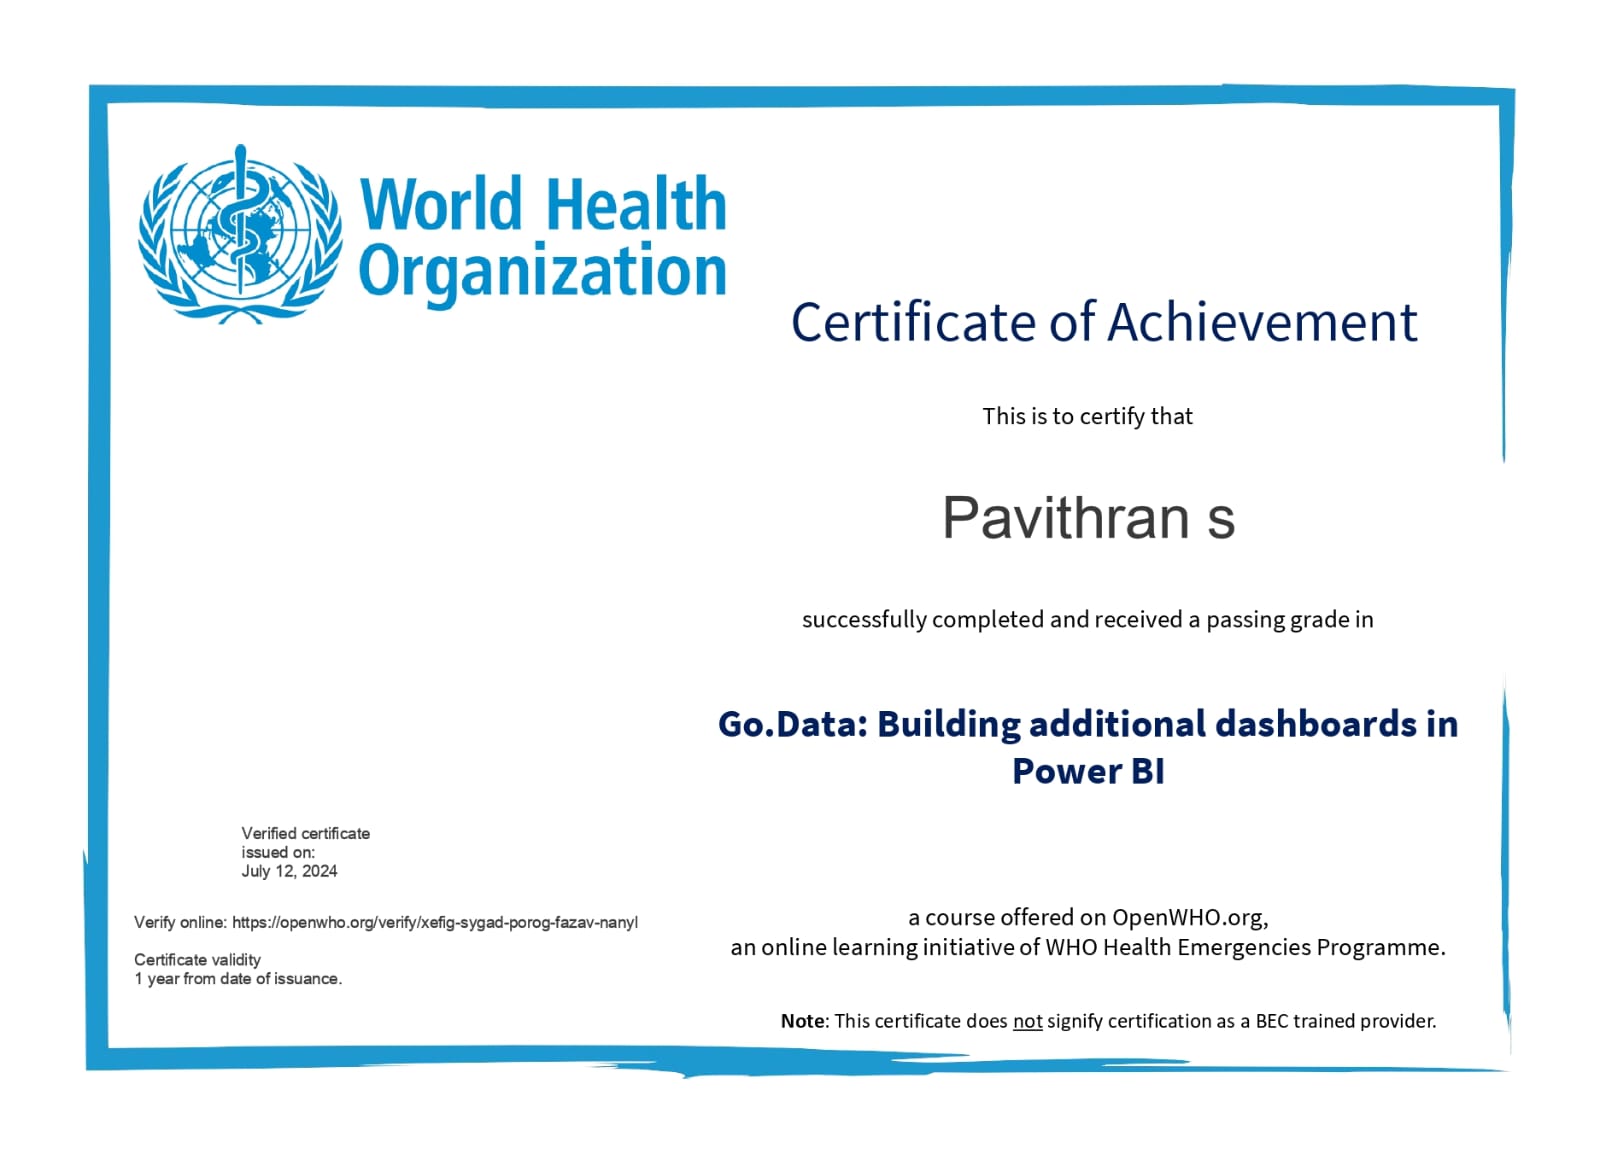 World Health
Organization
Certificate of Achievement
This is to certify that
Pavithran s
successfully completed and received a passing grade in
Go.Data: Building additional dashboards in
Power BI
Verified certificate
issued on:
July 12, 2024
Verify online: https://openwho.org/verify/xefig-sygad-porog-fazav-nanyl
Certificate validity
1 year from date of issuance.
a course offered on OpenWHO.org,
an online learning initiative of WHO Health Emergencies Programme.
Note: This certificate does not signify certification as a BEC trained provider.